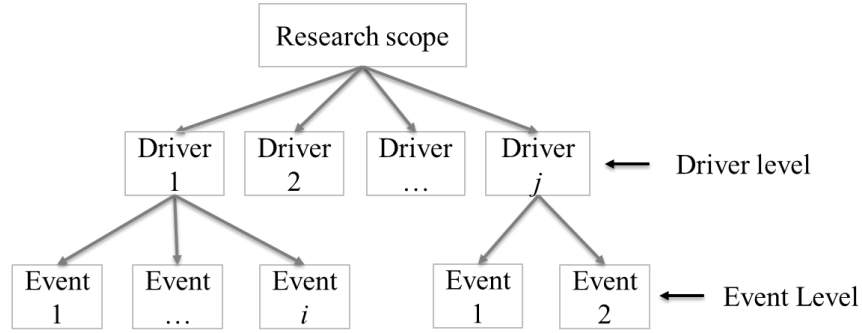 Research scope
Driver
1
Driver
2
Driver
...
Driver
j
Driver level
Event
1
Event
...
Event
i
Event
1
Event
2
Event Level